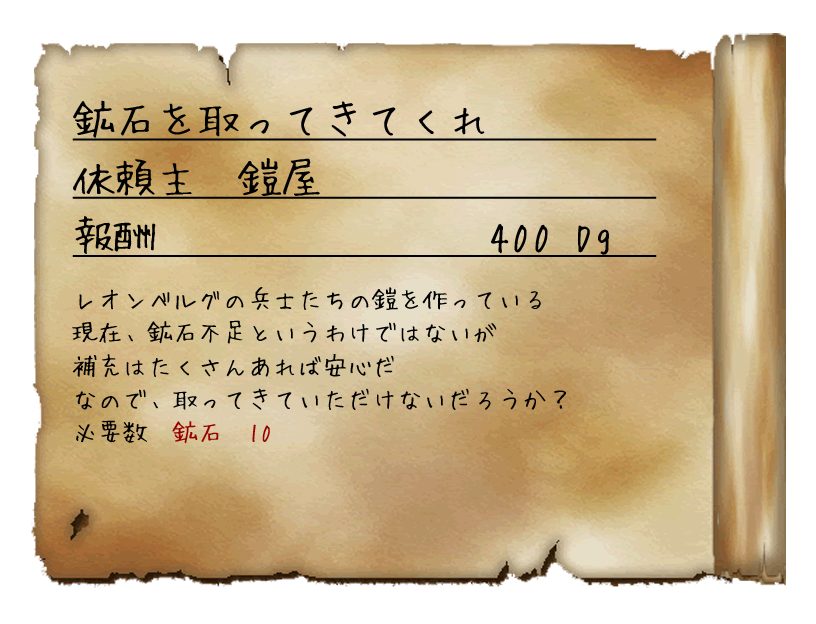 鉱石を取ってきてくれ
依頼主　鎧屋
報酬　400 Dg
レオンベルグの兵士たちの鎧を作っている
現在、鉱石不足というわけではないが
補充はたくさんあれば安心だ
なので、取ってきていただけないだろうか？
必要数　鉱石　10